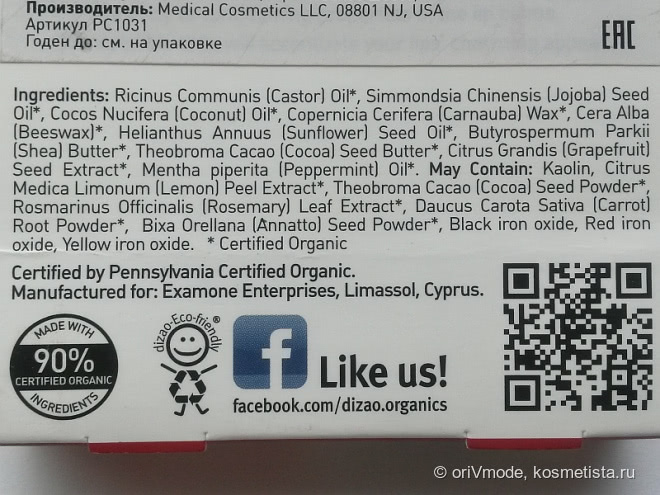 Производитель: Medical Cosmetics LLC, 08801 NJ, USA
Артикул PC1031
Годен до: см. на упаковке
EAC
Ingredients: Ricinus Communis (Castor) Oil*, Simmondsia Chinensis (Jojoba) Seed
Oil*, Cocos Nucifera (Coconut) Oil*, Copernicia Cerifera (Carnauba) Wax*, Cera Alba
(Beeswax)*, Helianthus Annuus (Sunflower) Seed Oil*, Butyrospermum Parkii
(Shea) Butter*, Theobroma Cacao (Cocoa) Seed Butter*, Citrus Grandis (Grapefruit)
Seed Extract*, Mentha piperita (Peppermint) Oil*. May Contain: Kaolin, Citrus
Medica Limonum (Lemon) Peel Extract*, Theobroma Cacao (Cocoa) Seed Powder*,
Rosmarinus Officinalis (Rosemary) Leaf Extract*, Daucus Carota Sativa (Carrot)
Root Powder*, Bixa Orellana (Annatto) Seed Powder*, Black iron oxide, Red iron
oxide, Yellow iron oxide. * Certified Organic
Certified by Pennsylvania Certified Organic.
Manufactured for: Examone Enterprises, Limassol, Cyprus.
MADE WITH
90%
CERTIFIED ORGANIC
INGREDIENTS
dizao-Eco-friendly®
f
Like us!
facebook.com/dizao.organics
© oriVmode, kosmetista.ru